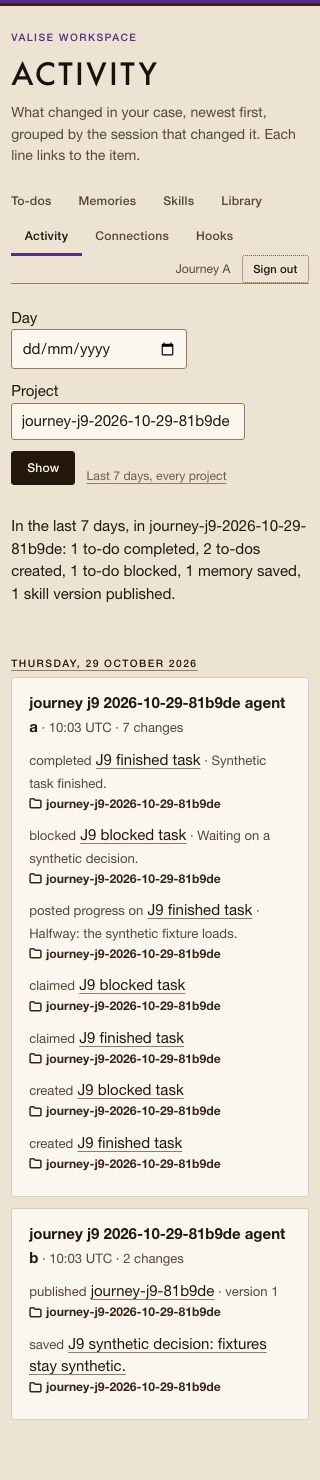 VALISE WORKSPACE
ACTIVITY
What changed in your case, newest first,
grouped by the session that changed it. Each
line links to the item.
To-dos Memories Skills Library
Activity Connections Hooks
Journey A Sign out
Day
dd/mm/yyyy
Project
journey-j9-2026-10-29-81b9de
Show Last 7 days, every project
In the last 7 days, in journey-j9-2026-10-29-
81b9de: 1 to-do completed, 2 to-dos
created, 1 to-do blocked, 1 memory saved,
1 skill version published.
THURSDAY, 29 OCTOBER 2026
journey j9 2026-10-29-81b9de agent
a · 10:03 UTC · 7 changes
completed J9 finished task · Synthetic
task finished.
journey-j9-2026-10-29-81b9de
blocked J9 blocked task · Waiting on a
synthetic decision.
journey-j9-2026-10-29-81b9de
posted progress on J9 finished task ·
Halfway: the synthetic fixture loads.
journey-j9-2026-10-29-81b9de
claimed J9 blocked task
journey-j9-2026-10-29-81b9de
claimed J9 finished task
journey-j9-2026-10-29-81b9de
created J9 blocked task
journey-j9-2026-10-29-81b9de
created J9 finished task
journey-j9-2026-10-29-81b9de
journey j9 2026-10-29-81b9de agent
b · 10:03 UTC · 2 changes
published journey-j9-81b9de · version 1
journey-j9-2026-10-29-81b9de
saved J9 synthetic decision: fixtures
stay synthetic.
journey-j9-2026-10-29-81b9de